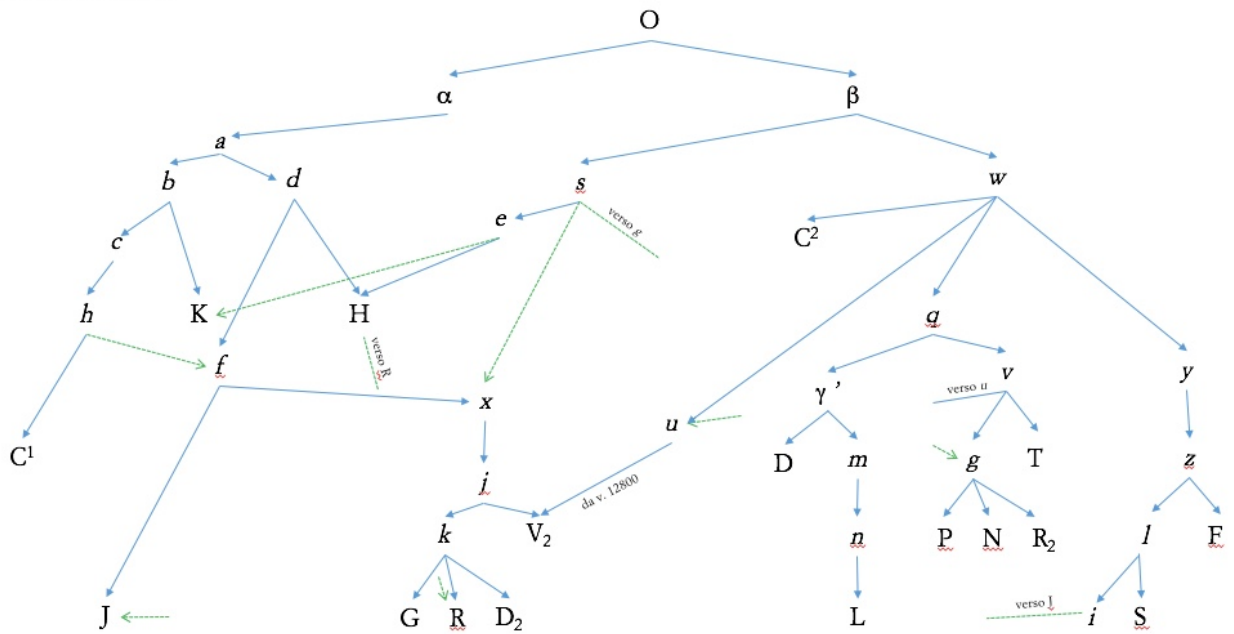 O
α β
a
b d s w
verso g
e
c C²
h K H q
verso R
f v y
x γ ’ verso u
u
C¹ D m g T z
j
da v. 12800
k V₂ n P N R₂ l F
J G R D₂ L verso J i S